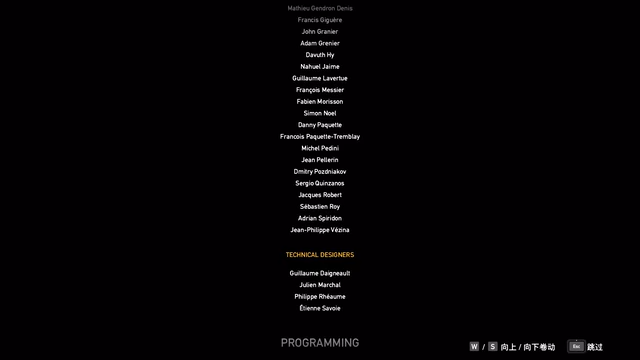 Mathieu Gendron Denis
Francis Giguère
John Granier
Adam Grenier
Davuth Hy
Nahuel Jaime
Guillaume Lavertue
François Messier
Fabien Morisson
Simon Noel
Danny Paquette
Francois Paquette-Tremblay
Michel Pedini
Jean Pellerin
Dmitry Pozdniakov
Sergio Quinzanos
Jacques Robert
Sébastien Roy
Adrian Spiridon
Jean-Philippe Vézina
TECHNICAL DESIGNERS
Guillaume Daigneault
Julien Marchal
Philippe Rhéaume
Étienne Savoie
PROGRAMMING
W / S 向上 / 向下卷动 Esc 跳过